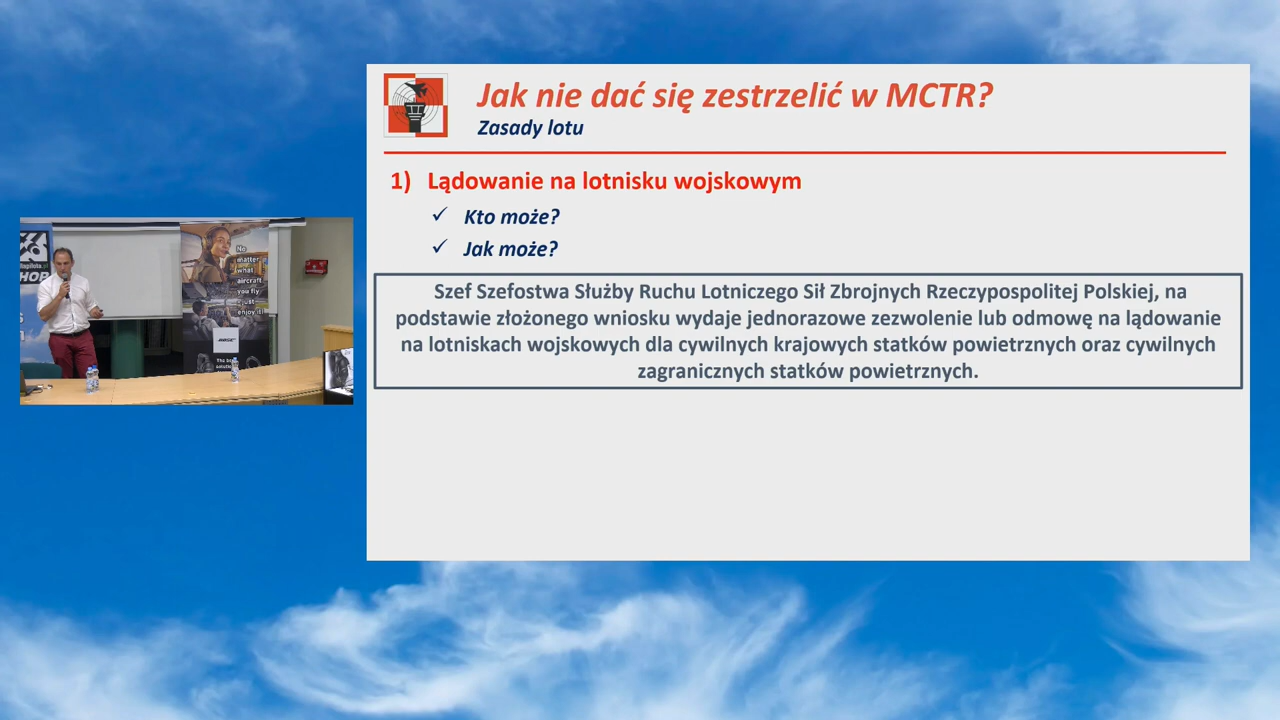 Jak nie dać się zestrzelić w MCTR?
Zasady lotu
1) Lądowanie na lotnisku wojskowym
✓ Kto może?
✓ Jak może?
Szef Szefostwa Służby Ruchu Lotniczego Sił Zbrojnych Rzeczypospolitej Polskiej, na
podstawie złożonego wniosku wydaje jednorazowe zezwolenie lub odmowę na lądowanie
na lotniskach wojskowych dla cywilnych krajowych statków powietrznych oraz cywilnych
zagranicznych statków powietrznych.
No
matter
what
aircraft
you fly
just
enjoy it!
BOSE